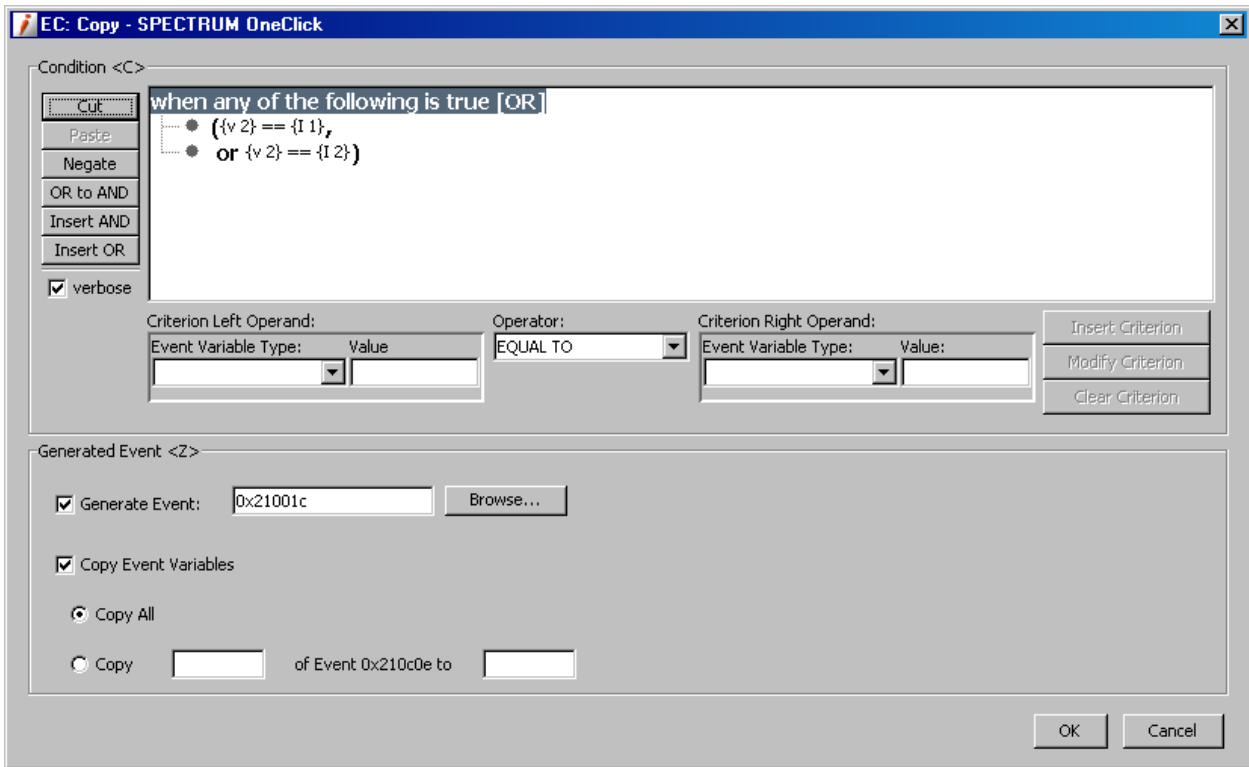 EC: Copy - SPECTRUM OneClick
Condition <C>
Cut
Paste
Negate
OR to AND
Insert AND
Insert OR
verbose
when any of the following is true [OR]
({v 2} == {I 1},
or {v 2} == {I 2})
Criterion Left Operand:
Event Variable Type: Value
Operator:
EQUAL TO
Criterion Right Operand:
Event Variable Type: Value:
Insert Criterion
Modify Criterion
Clear Criterion
Generated Event <Z>
Generate Event: 0x21001c Browse...
Copy Event Variables
Copy All
Copy of Event 0x210c0e to
OK Cancel